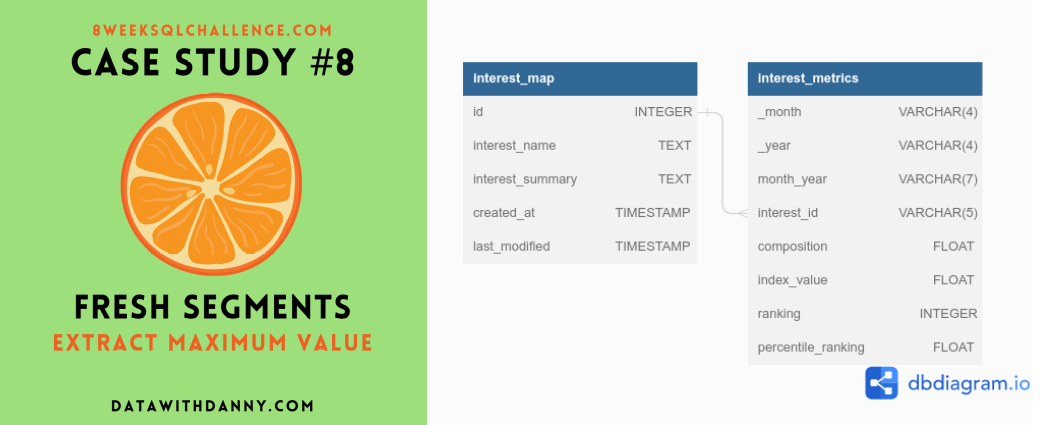 8WEEKSQLCHALLENGE.COM
CASE STUDY #8
FRESH SEGMENTS
EXTRACT MAXIMUM VALUE
DATAWITHDANNY.COM
interest_map
id INTEGER
interest_name TEXT
interest_summary TEXT
created_at TIMESTAMP
last_modified TIMESTAMP
interest_metrics
_month VARCHAR(4)
_year VARCHAR(4)
month_year VARCHAR(7)
interest_id VARCHAR(5)
composition FLOAT
index_value FLOAT
ranking INTEGER
percentile_ranking FLOAT
dbdiagram.io